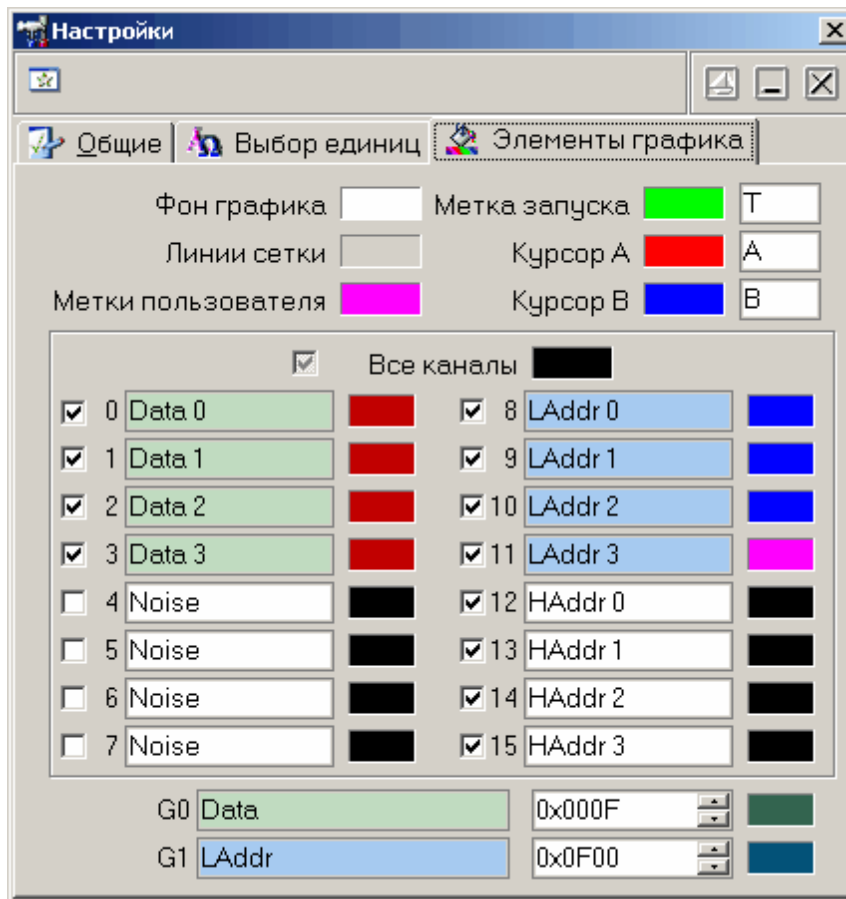 Настройки
Общие Выбор единиц Элементы графика
Фон графика Метка запуска T
Линии сетки Курсор A A
Метки пользователя Курсор B B
Все каналы
0 Data 0 8 LAddr 0
1 Data 1 9 LAddr 1
2 Data 2 10 LAddr 2
3 Data 3 11 LAddr 3
4 Noise 12 HAddr 0
5 Noise 13 HAddr 1
6 Noise 14 HAddr 2
7 Noise 15 HAddr 3
G0 Data 0x000F
G1 LAddr 0x0F00